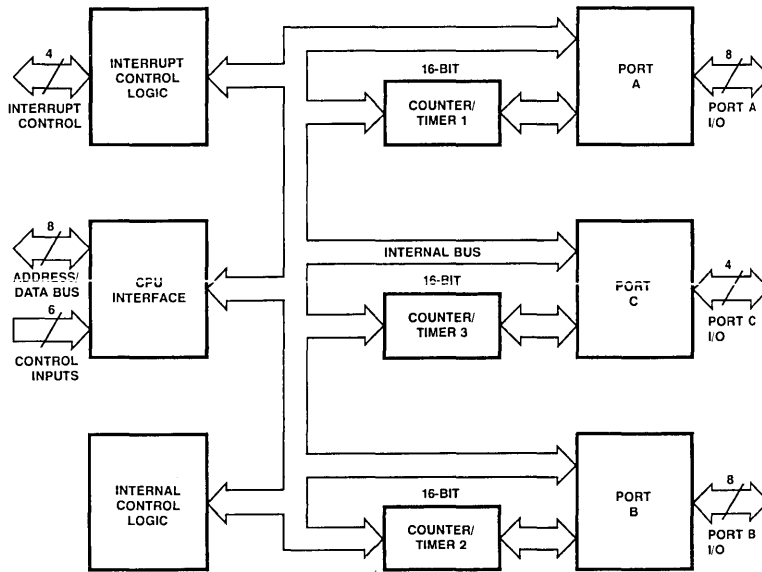 4
INTERRUPT
CONTROL
INTERRUPT
CONTROL
LOGIC
16-BIT
COUNTER/
TIMER 1
PORT
A
8
PORT A
I/O
8
ADDRESS/
DATA BUS
6
CONTROL
INPUTS
CPU
INTERFACE
INTERNAL BUS
16-BIT
COUNTER/
TIMER 3
PORT
C
4
PORT C
I/O
INTERNAL
CONTROL
LOGIC
16-BIT
COUNTER/
TIMER 2
PORT
B
8
PORT B
I/O